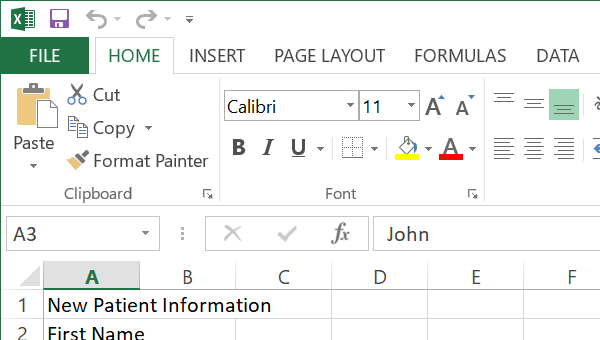 FILE HOME INSERT PAGE LAYOUT FORMULAS DATA
Cut
Copy
Format Painter
Paste
Clipboard
Calibri 11 A A
B I U A
Font
A3 fx John
A B C D E F
1 New Patient Information
2 First Name